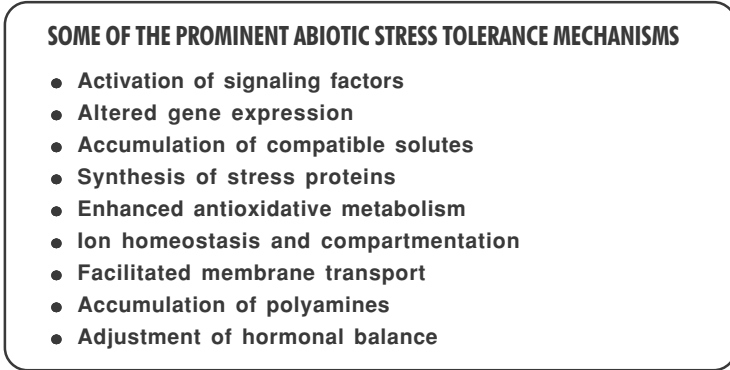 SOME OF THE PROMINENT ABIOTIC STRESS TOLERANCE MECHANISMS
● Activation of signaling factors
● Altered gene expression
● Accumulation of compatible solutes
● Synthesis of stress proteins
● Enhanced antioxidative metabolism
● Ion homeostasis and compartmentation
● Facilitated membrane transport
● Accumulation of polyamines
● Adjustment of hormonal balance